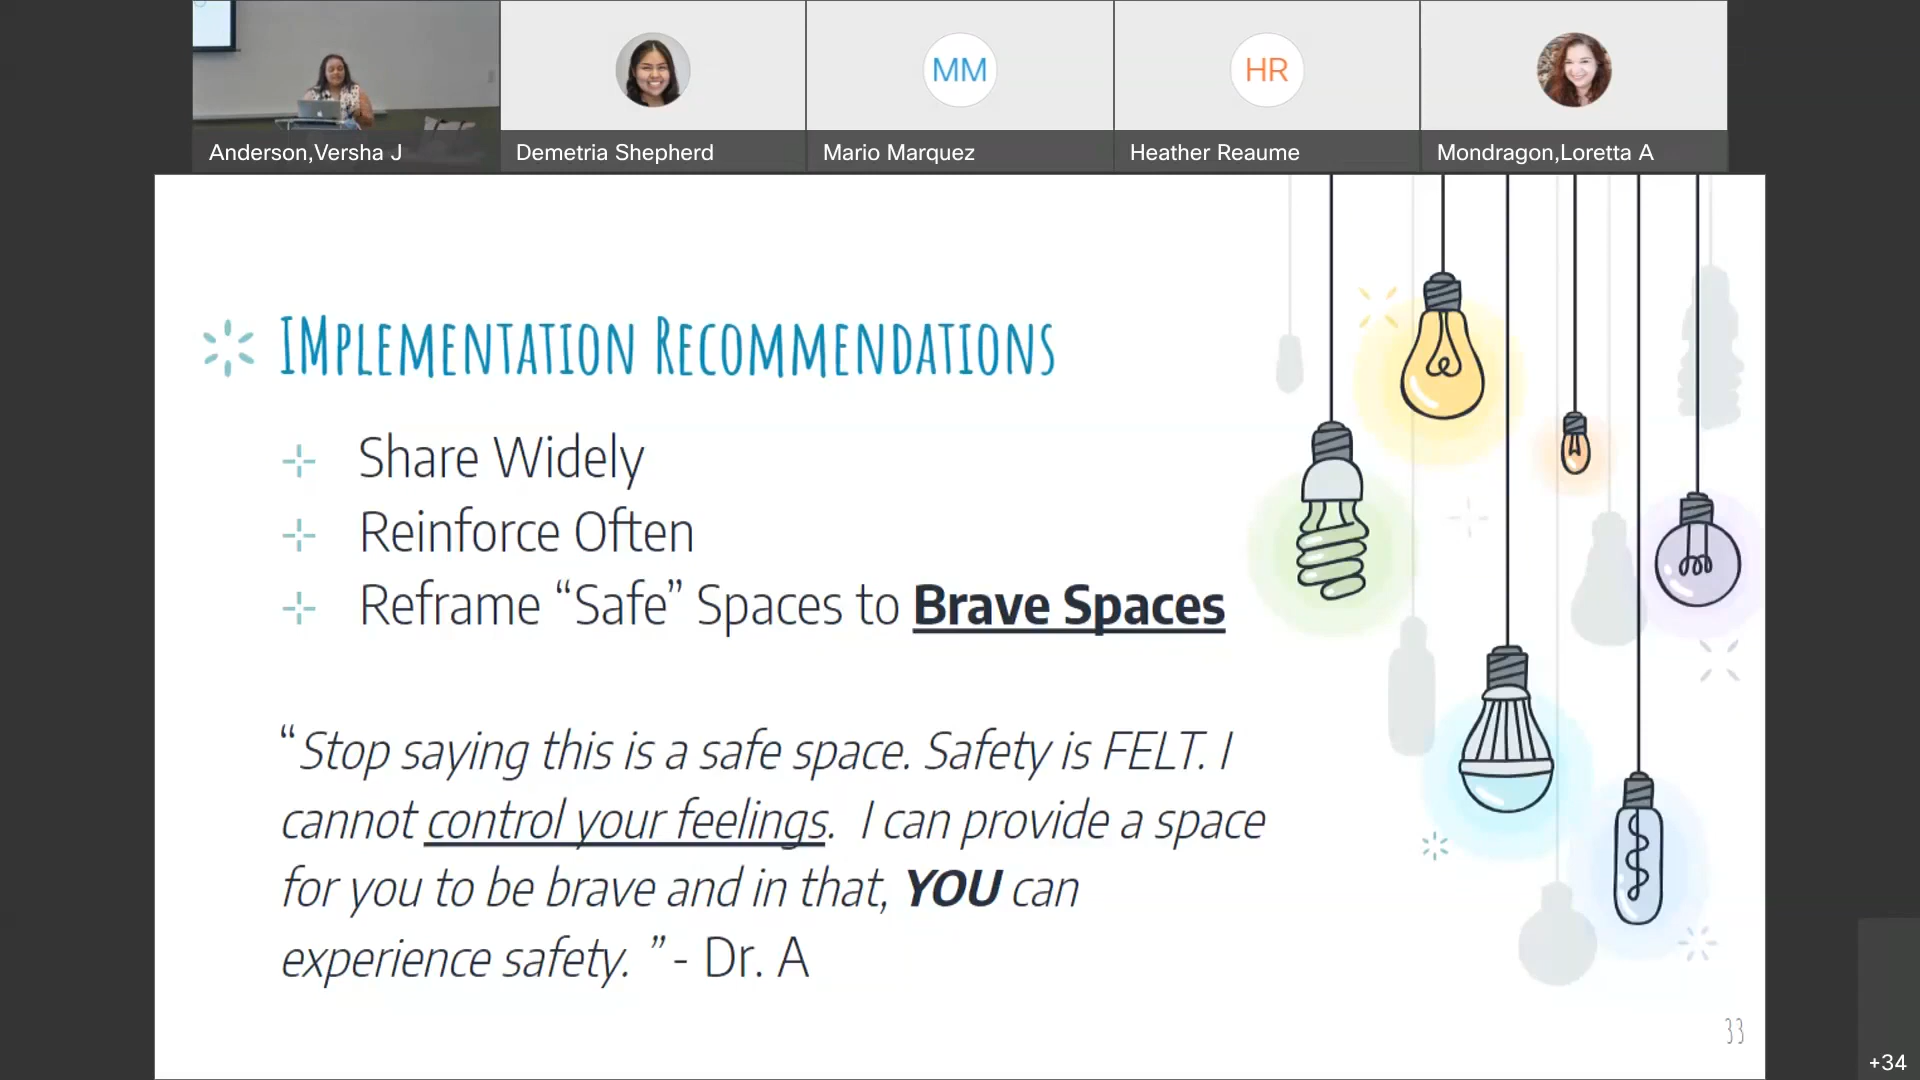 Anderson,Versha J
Demetria Shepherd
MM
Mario Marquez
HR
Heather Reaume
Mondragon,Loretta A
IMplementation Recommendations
Share Widely
Reinforce Often
Reframe “Safe” Spaces to Brave Spaces
“Stop saying this is a safe space. Safety is FELT. I
cannot control your feelings. I can provide a space
for you to be brave and in that, YOU can
experience safety. ” - Dr. A
33
+34